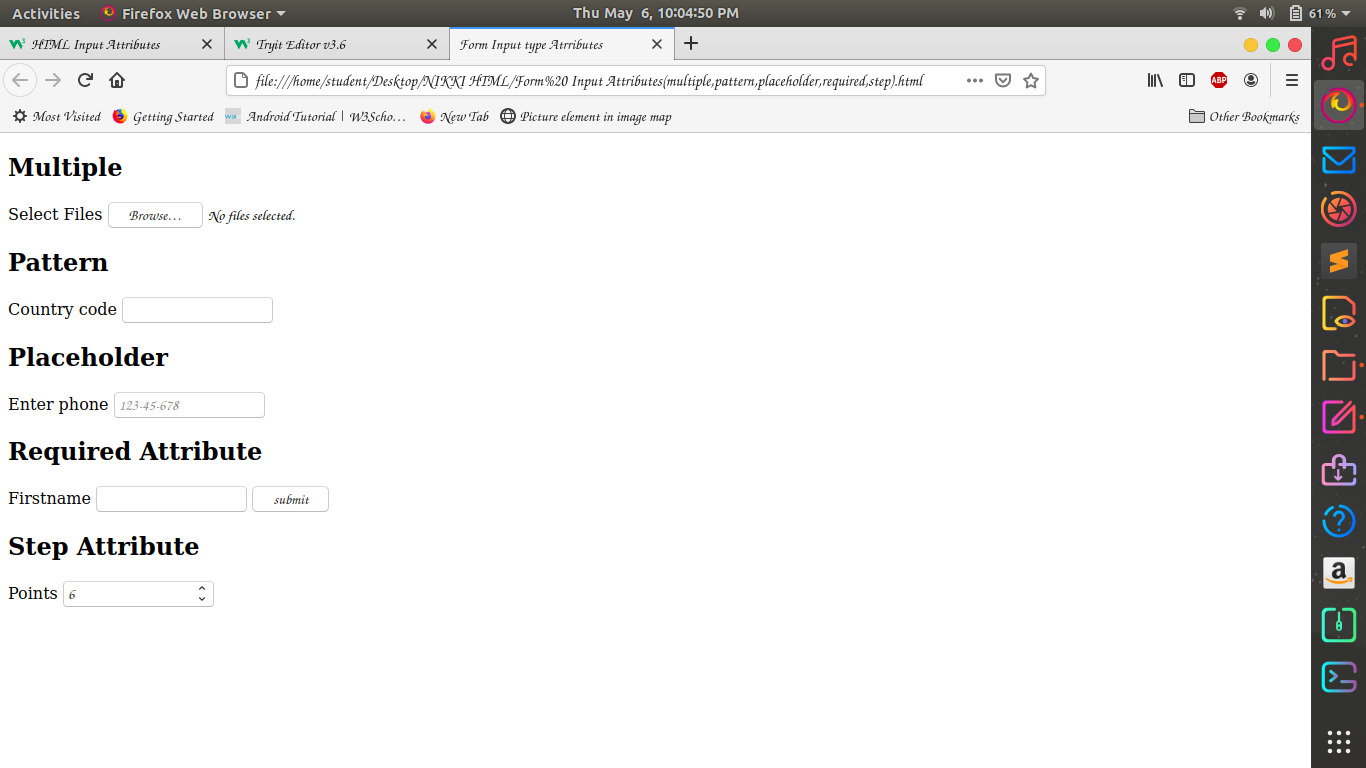 Activities Firefox Web Browser Thu May 6, 10:04:50 PM 61 %
HTML Input Attributes Tryit Editor v3.6 Form Input type Atrributes
file:///home/student/Desktop/NIKKI HTML/Form%20 Input Attributes(multiple,pattern,placeholder,required,step).html ABP
Most Visited Getting Started Android Tutorial | W3Scho… New Tab Picture element in image map Other Bookmarks
Multiple
Select Files Browse… No files selected.
Pattern
Country code
Placeholder
Enter phone 123-45-678
Required Attribute
Firstname submit
Step Attribute
Points 6